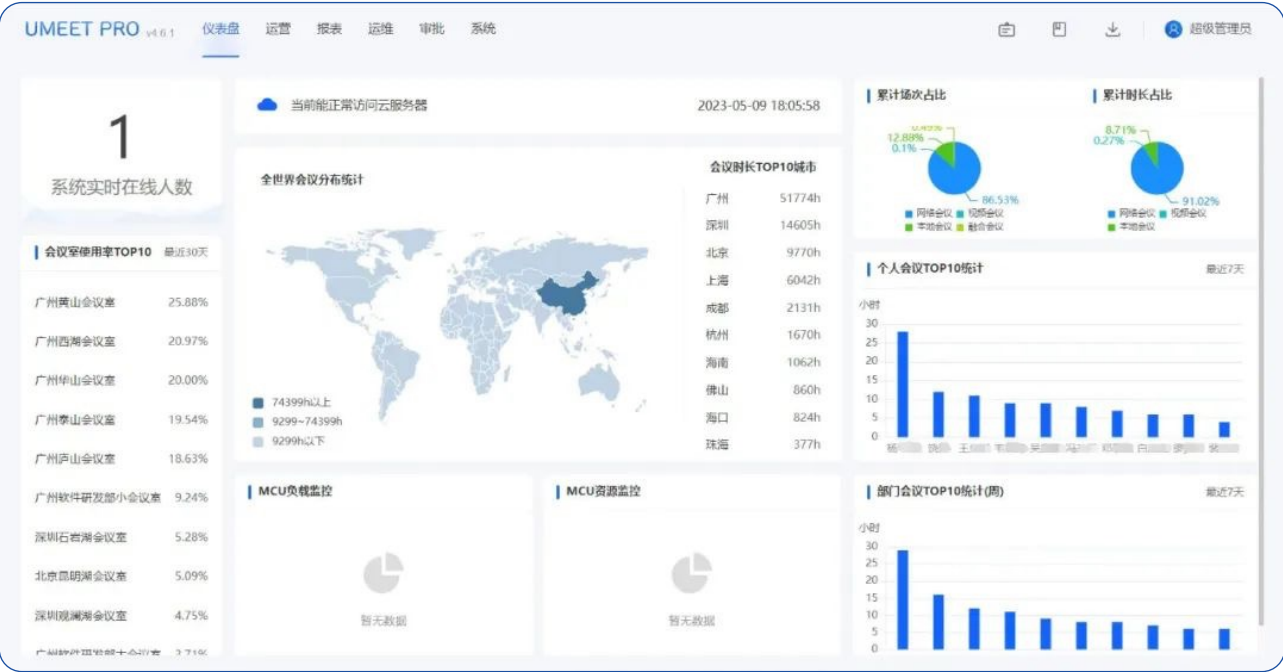 UMEET PRO v4.6.1 仪表盘 运营 报表 运维 审批 系统 超级管理员
1
系统实时在线人数
会议室使用率TOP10 最近30天
广州黄山会议室 25.88%
广州西湖会议室 20.97%
广州华山会议室 20.00%
广州泰山会议室 19.54%
广州庐山会议室 18.63%
广州软件研发部小会议室 9.24%
深圳石岩湖会议室 5.28%
北京昆明湖会议室 5.09%
深圳观澜湖会议室 4.75%
广州软件研发部大会议室 3.71%
当前能正常访问云服务器 2023-05-09 18:05:58
全世界会议分布统计
74399h以上
9299~74399h
9299h以下
会议时长TOP10城市
广州 51774h
深圳 14605h
北京 9770h
上海 6042h
成都 2131h
杭州 1670h
海南 1062h
佛山 860h
海口 824h
珠海 377h
MCU负载监控
暂无数据
MCU资源监控
暂无数据
累计场次占比
0.49%
12.88%
0.1%
86.53%
网络会议 视频会议
本地会议 融合会议
累计时长占比
8.71%
0.27%
91.02%
网络会议 视频会议
本地会议
个人会议TOP10统计 最近7天
小时
30
25
20
15
10
5
0
部门会议TOP10统计(周) 最近7天
小时
30
25
20
15
10
5
0